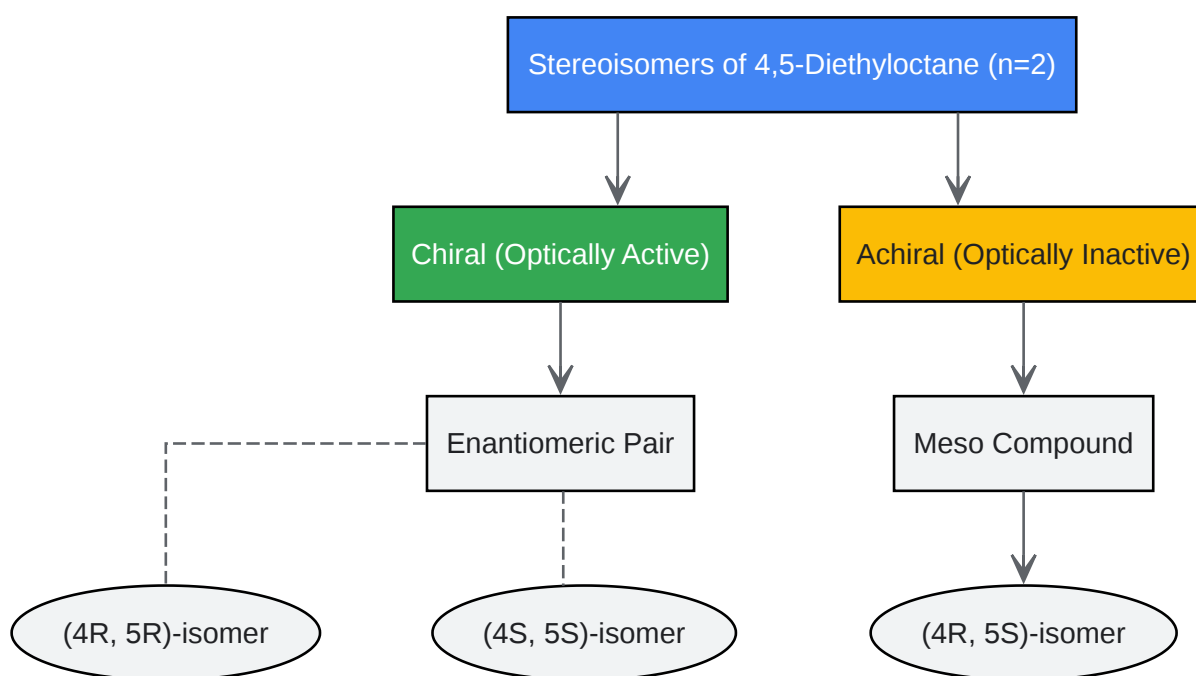 Stereoisomers of 4,5-Diethyloctane (n=2)
Chiral (Optically Active)
Achiral (Optically Inactive)
Enantiomeric Pair
Meso Compound
(4R, 5R)-isomer
(4S, 5S)-isomer
(4R, 5S)-isomer